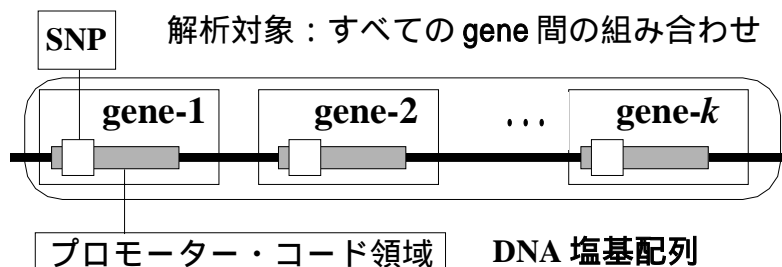 SNP
解析対象：すべての gene 間の組み合わせ
gene-1 gene-2 ... gene-k
プロモーター・コード領域
DNA 塩基配列